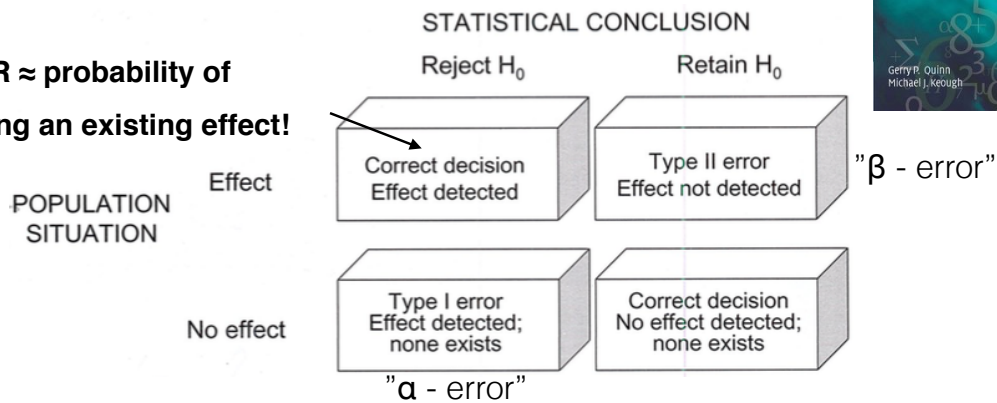 STATISTICAL CONCLUSION
R ≈ probability of
ng an existing effect!
Reject H₀
Retain H₀
Gerry P. Quinn
Michael J. Keough
POPULATION
SITUATION
Effect
Correct decision
Effect detected
Type II error
Effect not detected
"β - error"
No effect
Type I error
Effect detected;
none exists
Correct decision
No effect detected;
none exists
"α - error"